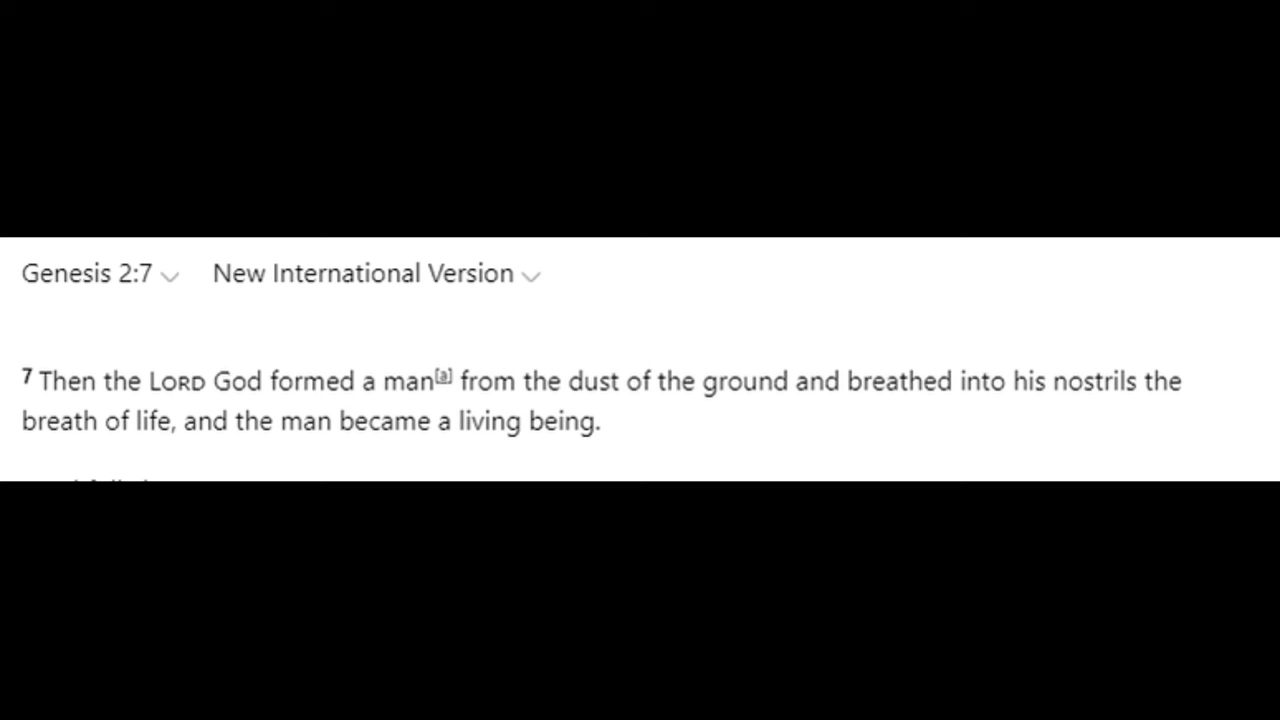 Genesis 2:7 New International Version
7 Then the LORD God formed a man[a] from the dust of the ground and breathed into his nostrils the
breath of life, and the man became a living being.